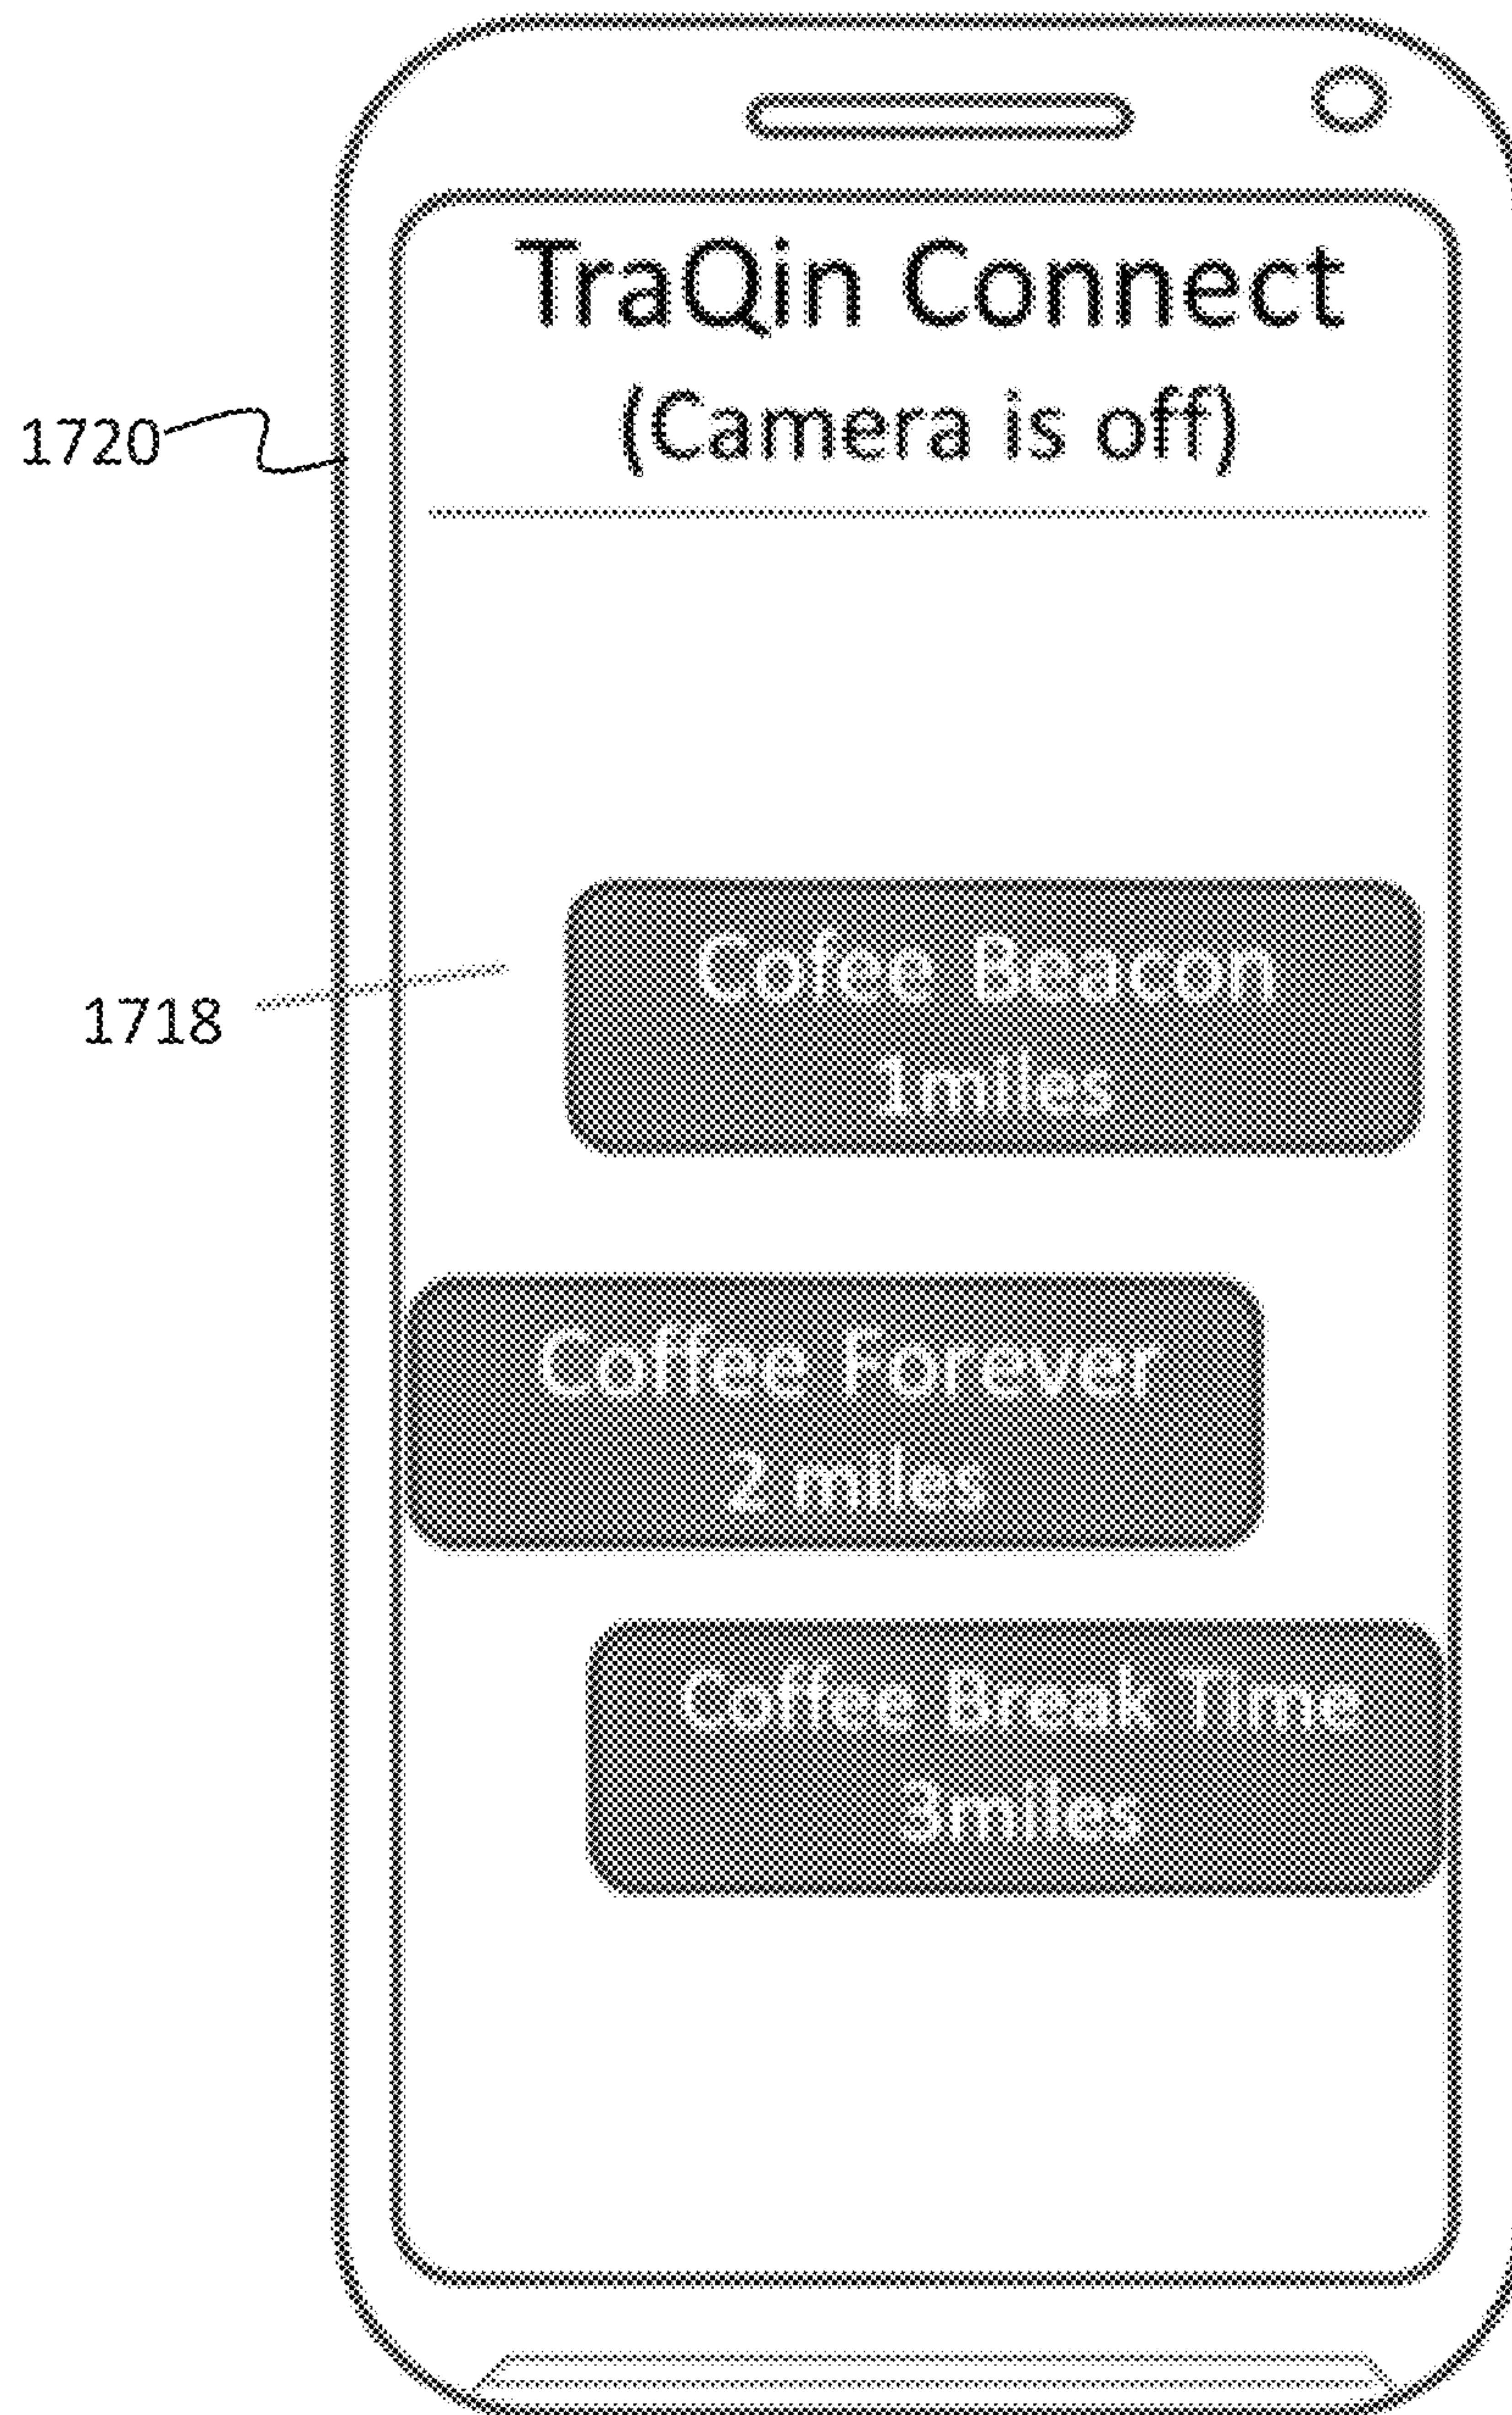 TraQin Connect
(Camera is off)
1720
Cofee Beacon
1miles
1718
Coffee Forever
2 miles
Coffee Break Time
3miles